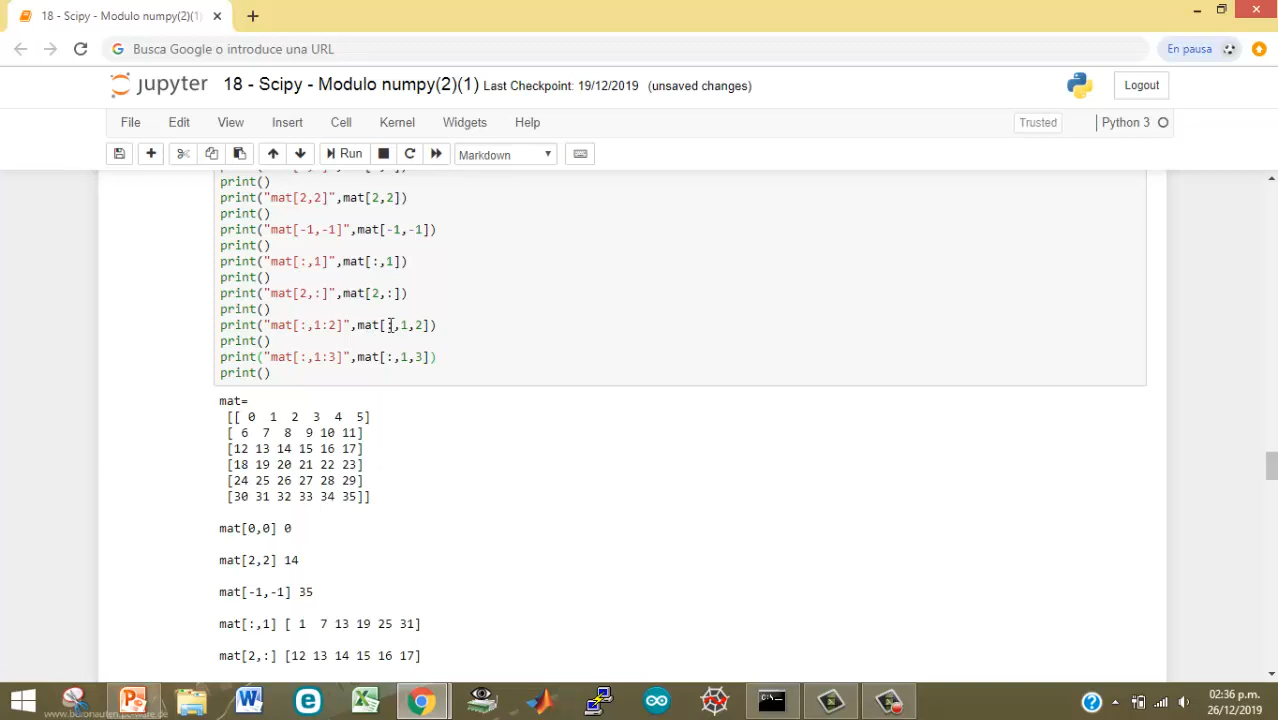 18 - Scipy - Modulo numpy(2)(1)
Busca Google o introduce una URL
En pausa
jupyter 18 - Scipy - Modulo numpy(2)(1) Last Checkpoint: 19/12/2019 (unsaved changes)
Logout
File Edit View Insert Cell Kernel Widgets Help
Trusted
Python 3
Run
Markdown
print()
print("mat[2,2]",mat[2,2])
print()
print("mat[-1,-1]",mat[-1,-1])
print()
print("mat[:,1]",mat[:,1])
print()
print("mat[2,:]",mat[2,:])
print()
print("mat[:,1:2]",mat[:,1,2])
print()
print("mat[:,1:3]",mat[:,1,3])
print()
mat=
[[ 0 1 2 3 4 5]
[ 6 7 8 9 10 11]
[12 13 14 15 16 17]
[18 19 20 21 22 23]
[24 25 26 27 28 29]
[30 31 32 33 34 35]]
mat[0,0] 0
mat[2,2] 14
mat[-1,-1] 35
mat[:,1] [ 1 7 13 19 25 31]
mat[2,:] [12 13 14 15 16 17]
02:36 p.m.
26/12/2019